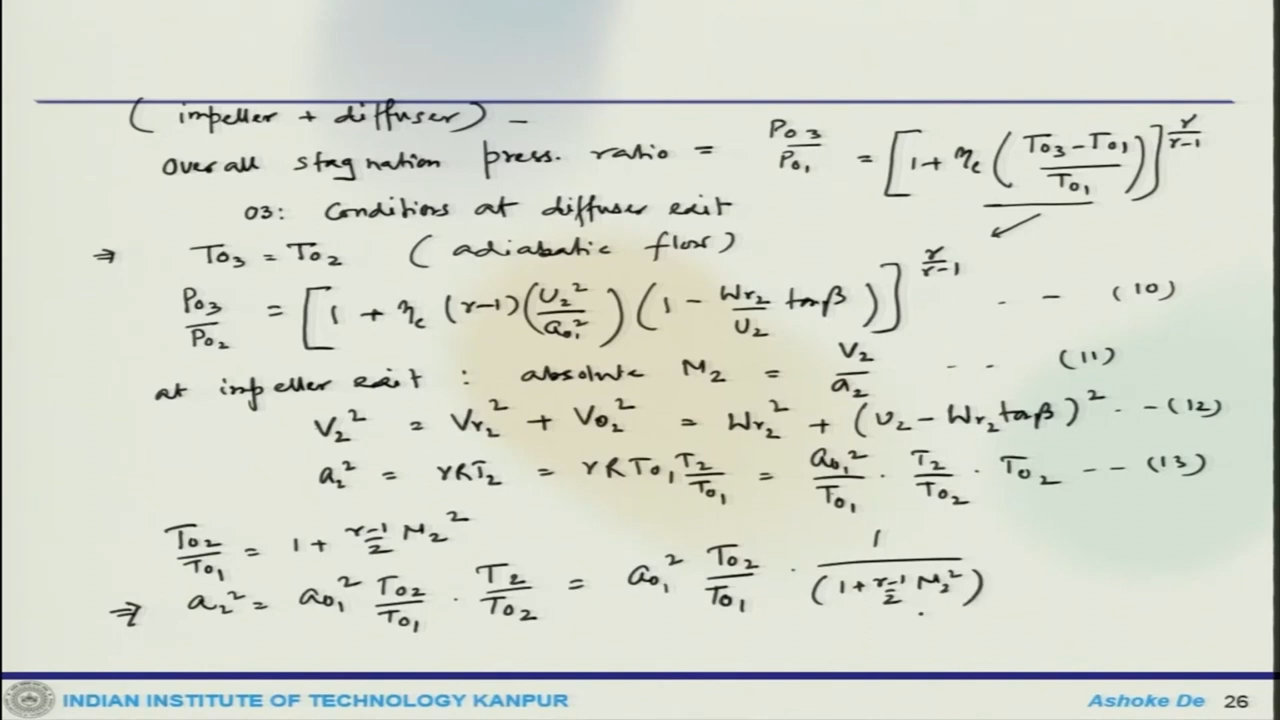 (impeller + diffuser) -
overall stagnation press. ratio = P03/P01 = [1 + ηc (T03-T01/T01)]^γ/γ-1
03: Conditions at diffuser exit
⇒ T03 = T02 (adiabatic flow)
P03/P02 = [1 + ηc (γ-1)(U2²/a01²)(1 - Wr2/U2 tanβ)]^γ/γ-1 . . - (10)
at impeller exit : absolute M2 = V2/a2 - - (11)
V2² = Vr2² + Vθ2² = Wr2² + (U2 - Wr2 tanβ)² . -(12)
a2² = γRT2 = γRT01 T2/T01 = a01²/T01 . T2/T02 . T02 -- (13)
T02/T01 = 1 + γ-1/2 M2²
⇒ a2² = a01² T02/T01 . T2/T02 = a01² T02/T01 . 1/(1+γ-1/2 M2²)
INDIAN INSTITUTE OF TECHNOLOGY KANPUR
Ashoke De 26